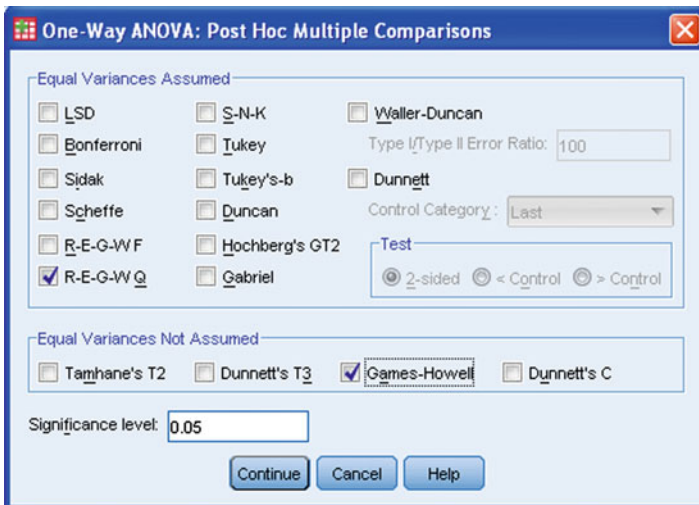 One-Way ANOVA: Post Hoc Multiple Comparisons
Equal Variances Assumed
LSD S-N-K Waller-Duncan
Bonferroni Tukey Type I/Type II Error Ratio: 100
Sidak Tukey's-b Dunnett
Scheffe Duncan Control Category : Last
R-E-G-W F Hochberg's GT2 Test
R-E-G-W Q Gabriel 2-sided < Control > Control
Equal Variances Not Assumed
Tamhane's T2 Dunnett's T3 Games-Howell Dunnett's C
Significance level: 0.05
Continue Cancel Help